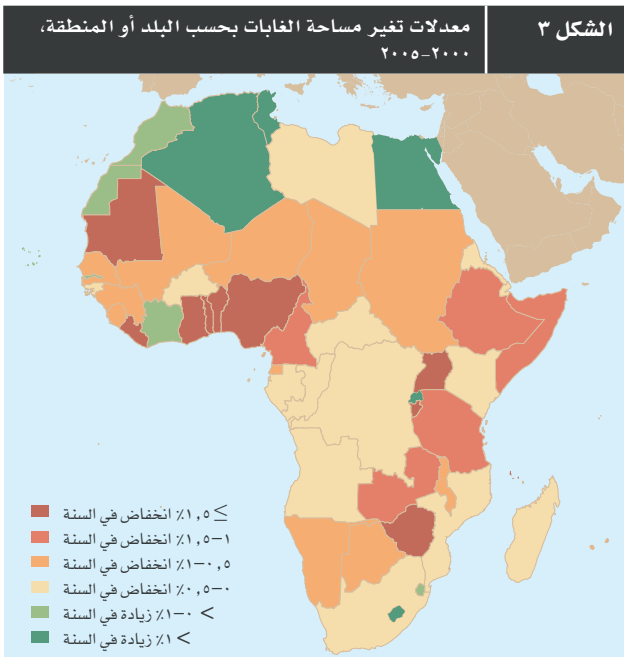 الشكل ٣
معدلات تغير مساحة الغابات بحسب البلد أو المنطقة،
٢٠٠٠-٢٠٠٥
≥ ١,٥٪ انخفاض في السنة
١-١,٥٪ انخفاض في السنة
٠,٥-١٪ انخفاض في السنة
٠-٠,٥٪ انخفاض في السنة
> ٠-١٪ زيادة في السنة
> ١٪ زيادة في السنة